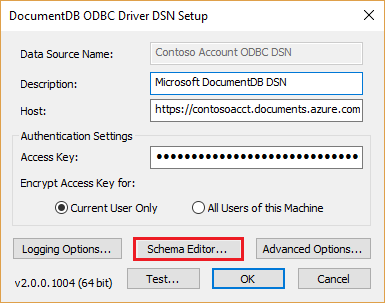 DocumentDB ODBC Driver DSN Setup
Data Source Name: Contoso Account ODBC DSN
Description: Microsoft DocumentDB DSN
Host: https://contosoacct.documents.azure.com
Authentication Settings
Access Key: ●●●●●●●●●●●●●●●●●●●●●●●●●●●●●
Encrypt Access Key for:
Current User Only All Users of this Machine
Logging Options... Schema Editor... Advanced Options...
v2.0.0.1004 (64 bit) Test... OK Cancel